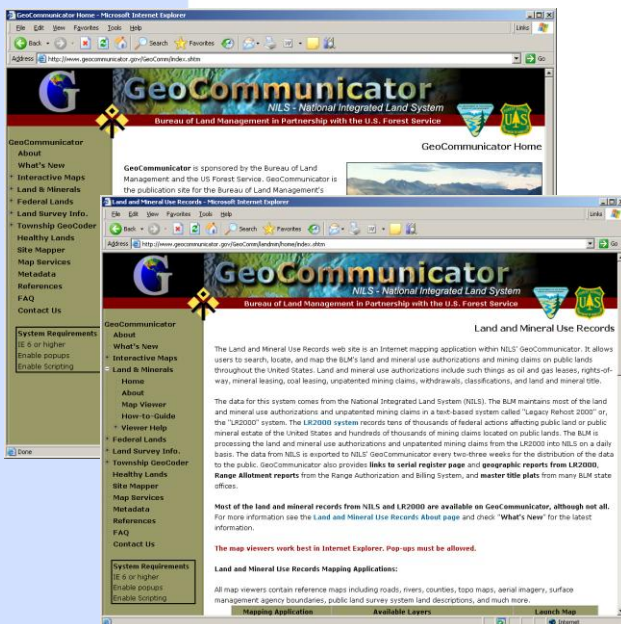 GeoCommunicator Home - Microsoft Internet Explorer
File Edit View Favorites Tools Help
Links
Back
Search
Favorites
Address
http://www.geocommunicator.gov/GeoComm/index.shtm
Go
GeoCommunicator
NILS - National Integrated Land System
Bureau of Land Management in Partnership with the U.S. Forest Service
GeoCommunicator Home
GeoCommunicator
About
What's New
Interactive Maps
Land & Minerals
Federal Lands
Land Survey Info.
Township GeoCoder
Healthy Lands
Site Mapper
Map Services
Metadata
References
FAQ
Contact Us
System Requirements
IE 6 or higher
Enable popups
Enable Scripting
Done
GeoCommunicator is sponsored by the Bureau of Land
Management and the US Forest Service. GeoCommunicator is
the publication site for the Bureau of Land Management's
Land and Mineral Use Records - Microsoft Internet Explorer
File Edit View Favorites Tools Help
Links
Back
Search
Favorites
Address
http://www.geocommunicator.gov/GeoComm/landmin/home/index.shtm
Go
GeoCommunicator
NILS - National Integrated Land System
Bureau of Land Management in Partnership with the U.S. Forest Service
UAS
Land and Mineral Use Records
GeoCommunicator
About
What's New
Interactive Maps
Land & Minerals
Home
About
Map Viewer
How-to-Guide
Viewer Help
Federal Lands
Land Survey Info.
Township GeoCoder
Healthy Lands
Site Mapper
Map Services
Metadata
References
FAQ
Contact Us
System Requirements
IE 6 or higher
Enable popups
Enable Scripting
The Land and Mineral Use Records web site is an Internet mapping application within NILS' GeoCommunicator. It allows
users to search, locate, and map the BLM's land and mineral use authorizations and mining claims on public lands
throughout the United States. Land and mineral use authorizations include such things as oil and gas leases, rights-of-
way, mineral leasing, coal leasing, unpatented mining claims, withdrawals, classifications, and land and mineral title.
The data for this system comes from the National Integrated Land System (NILS). The BLM maintains most of the land
and mineral use authorizations and unpatented mining claims in a text-based system called "Legacy Rehost 2000" or,
the "LR2000" system. The LR2000 system records tens of thousands of federal actions affecting public land or public
mineral estate of the United States and hundreds of thousands of mining claims located on public lands. The BLM is
processing the land and mineral use authorizations and unpatented mining claims from the LR2000 into NILS on a daily
basis. The data from NILS is exported to NILS' GeoCommunicator every two-three weeks for the distribution of the data
to the public. GeoCommunicator also provides links to serial register page and geographic reports from LR2000,
Range Allotment reports from the Range Authorization and Billing System, and master title plats from many BLM state
offices.
Most of the land and mineral records from NILS and LR2000 are available on GeoCommunicator, although not all.
For more information see the Land and Mineral Use Records About page and check "What's New" for the latest
information.
The map viewers work best in Internet Explorer. Pop-ups must be allowed.
Land and Mineral Use Records Mapping Applications:
All map viewers contain reference maps including roads, rivers, counties, topo maps, aerial imagery, surface
management agency boundaries, public land survey system land descriptions, and much more.
Mapping Application Available Layers Launch Map
Internet